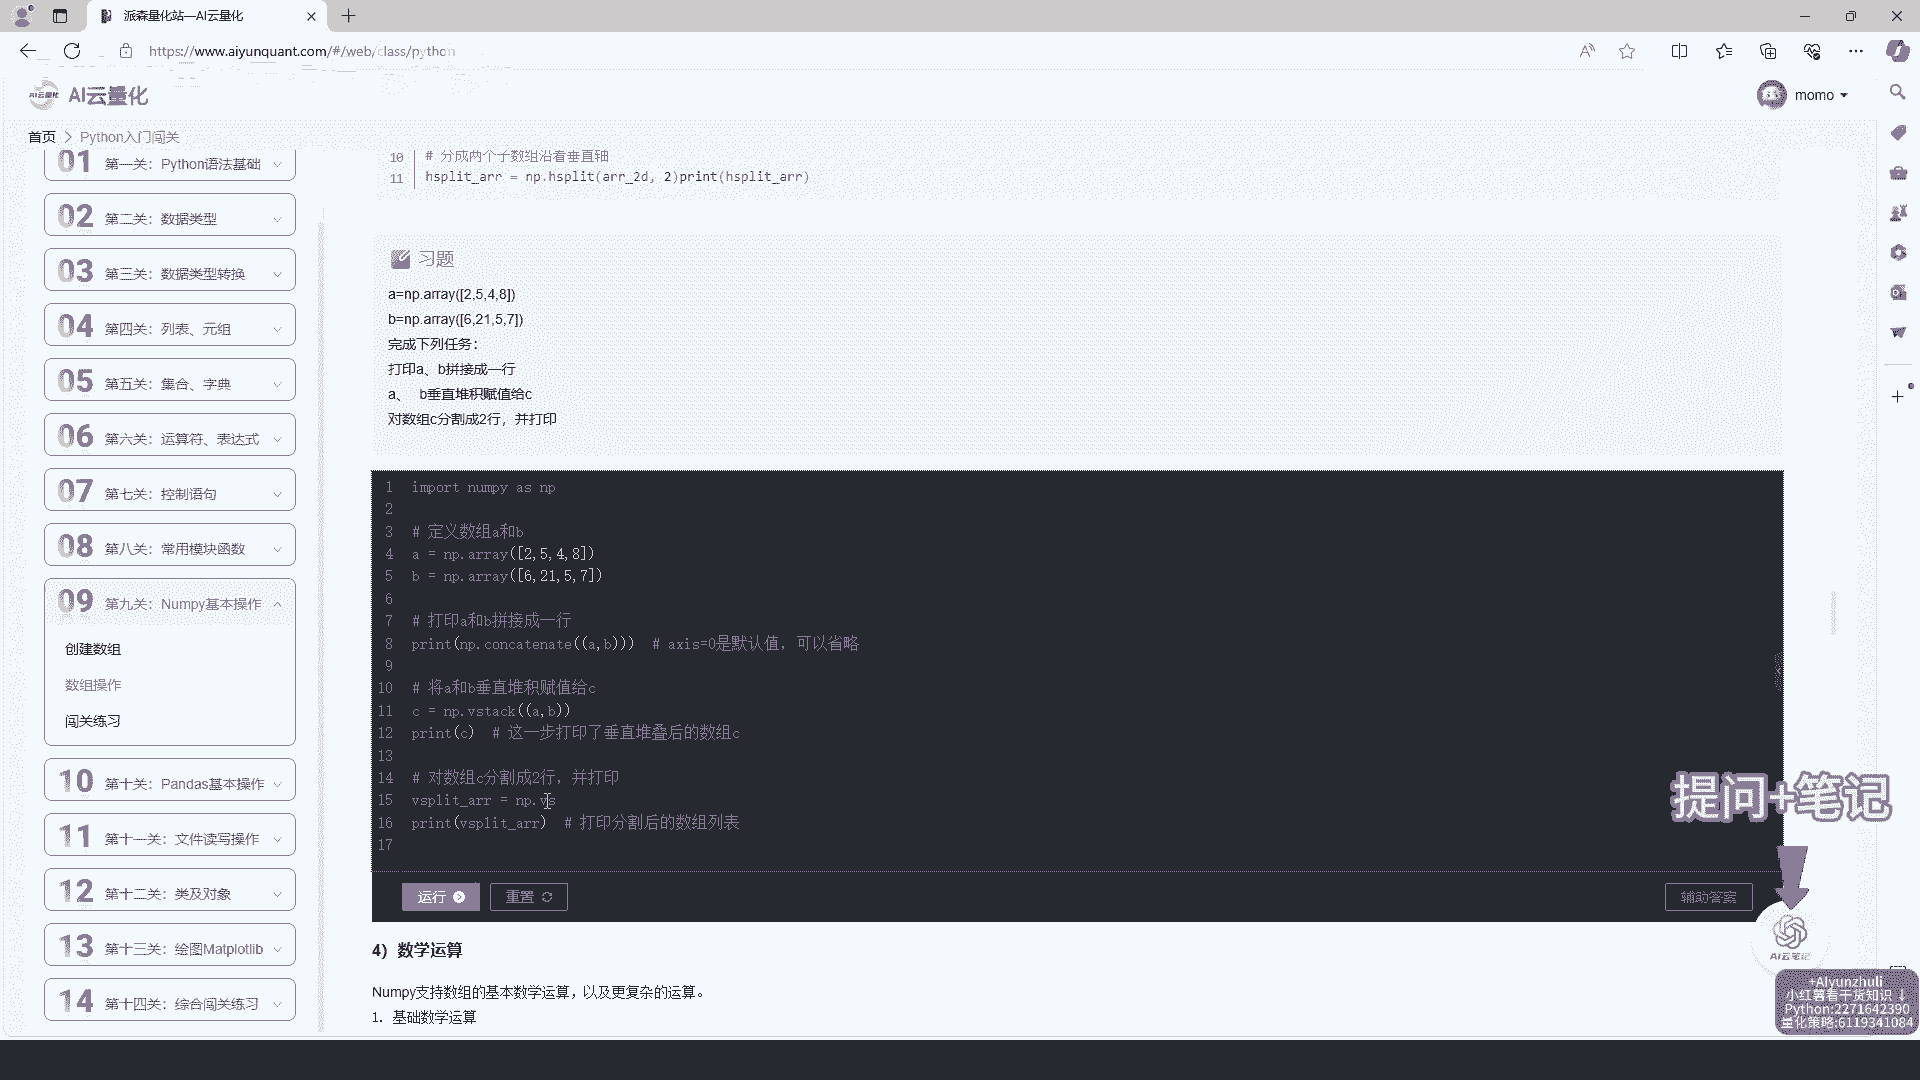 派森量化站—AI云量化
https://www.aiyunquant.com/#/web/class/python
AI云量化
AI云量化
momo
首页 > Python入门闯关
01 第一关：Python语法基础
02 第二关：数据类型
03 第三关：数据类型转换
04 第四关：列表、元组
05 第五关：集合、字典
06 第六关：运算符、表达式
07 第七关：控制语句
08 第八关：常用模块函数
09 第九关：Numpy基本操作
创建数组
数组操作
闯关练习
10 第十关：Pandas基本操作
11 第十一关：文件读写操作
12 第十二关：类及对象
13 第十三关：绘图Matplotlib
14 第十四关：综合闯关练习
10 # 分成两个子数组沿着垂直轴
11 hsplit_arr = np.hsplit(arr_2d, 2)print(hsplit_arr)
习题
a=np.array([2,5,4,8])
b=np.array([6,21,5,7])
完成下列任务：
打印a、b拼接成一行
a、 b垂直堆积赋值给c
对数组c分割成2行，并打印
1 import numpy as np
2
3 # 定义数组a和b
4 a = np.array([2,5,4,8])
5 b = np.array([6,21,5,7])
6
7 # 打印a和b拼接成一行
8 print(np.concatenate((a,b))) # axis=0是默认值，可以省略
9
10 # 将a和b垂直堆积赋值给c
11 c = np.vstack((a,b))
12 print(c) # 这一步打印了垂直堆叠后的数组c
13
14 # 对数组c分割成2行，并打印
15 vsplit_arr = np.vs
16 print(vsplit_arr) # 打印分割后的数组列表
17
运行
重置
辅助答案
4）数学运算
Numpy支持数组的基本数学运算，以及更复杂的运算。
1. 基础数学运算
提问+笔记
AI云笔记
+AIyunzhuli
小红薯看干货知识 ↓
Python:2271642390
量化策略:6119341084